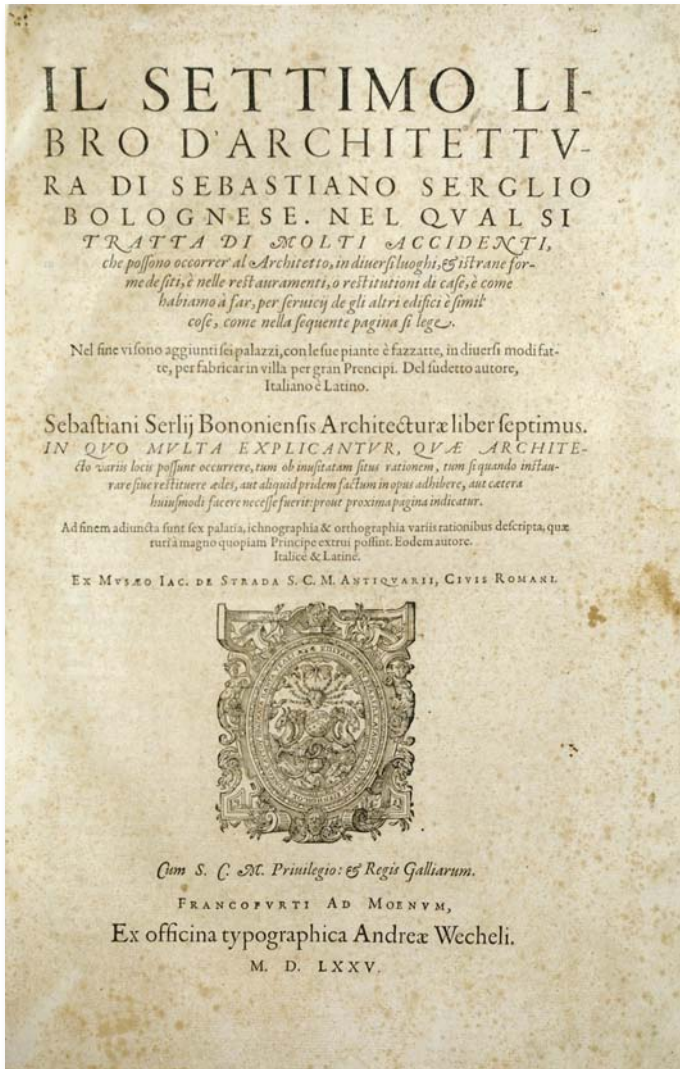 IL SETTIMO LI-
BRO D'ARCHITETTV-
RA DI SEBASTIANO SERGLIO
BOLOGNESE. NEL QVAL SI
TRATTA DI MOLTI ACCIDENTI,
che possono occorrer' al Architetto, in diuersi luoghi, & istrane for-
me de siti, è nelle restauramenti, o restitutioni di case, è come
habiamo à far, per seruicij de gli altri edifici è simil'
cose, come nella sequente pagina si lege.
Nel fine vi sono aggiunti sei palazzi, con le sue piante è fazzatte, in diuersi modi fat-
te, per fabricar in villa per gran Prencipi. Del sudetto autore,
Italiano è Latino.
Sebastiani Serlij Bononiensis Architecturæ liber septimus.
IN QVO MVLTA EXPLICANTVR, QVÆ ARCHITE-
cto variis locis possunt occurrere, tum ob inusitatam situs rationem, tum si quando instau-
rare siue restituere ædes, aut aliquid pridem factum in opus adhibere, aut cætera
huiusmodi facere necesse fuerit: prout proxima pagina indicatur.
Ad finem adiuncta sunt sex palatia, ichnographia & orthographia variis rationibus descripta, quæ
ruri à magno quopiam Principe extrui possint. Eodem autore.
Italicè & Latinè.
EX MVSÆO IAC. DE STRADA S. C. M. ANTIQVARII, CIVIS ROMANI.
Cum S. C. M. Priuilegio: & Regis Galliarum.
FRANCOFVRTI AD MOENVM,
Ex officina typographica Andreæ Wecheli.
M. D. LXXV.